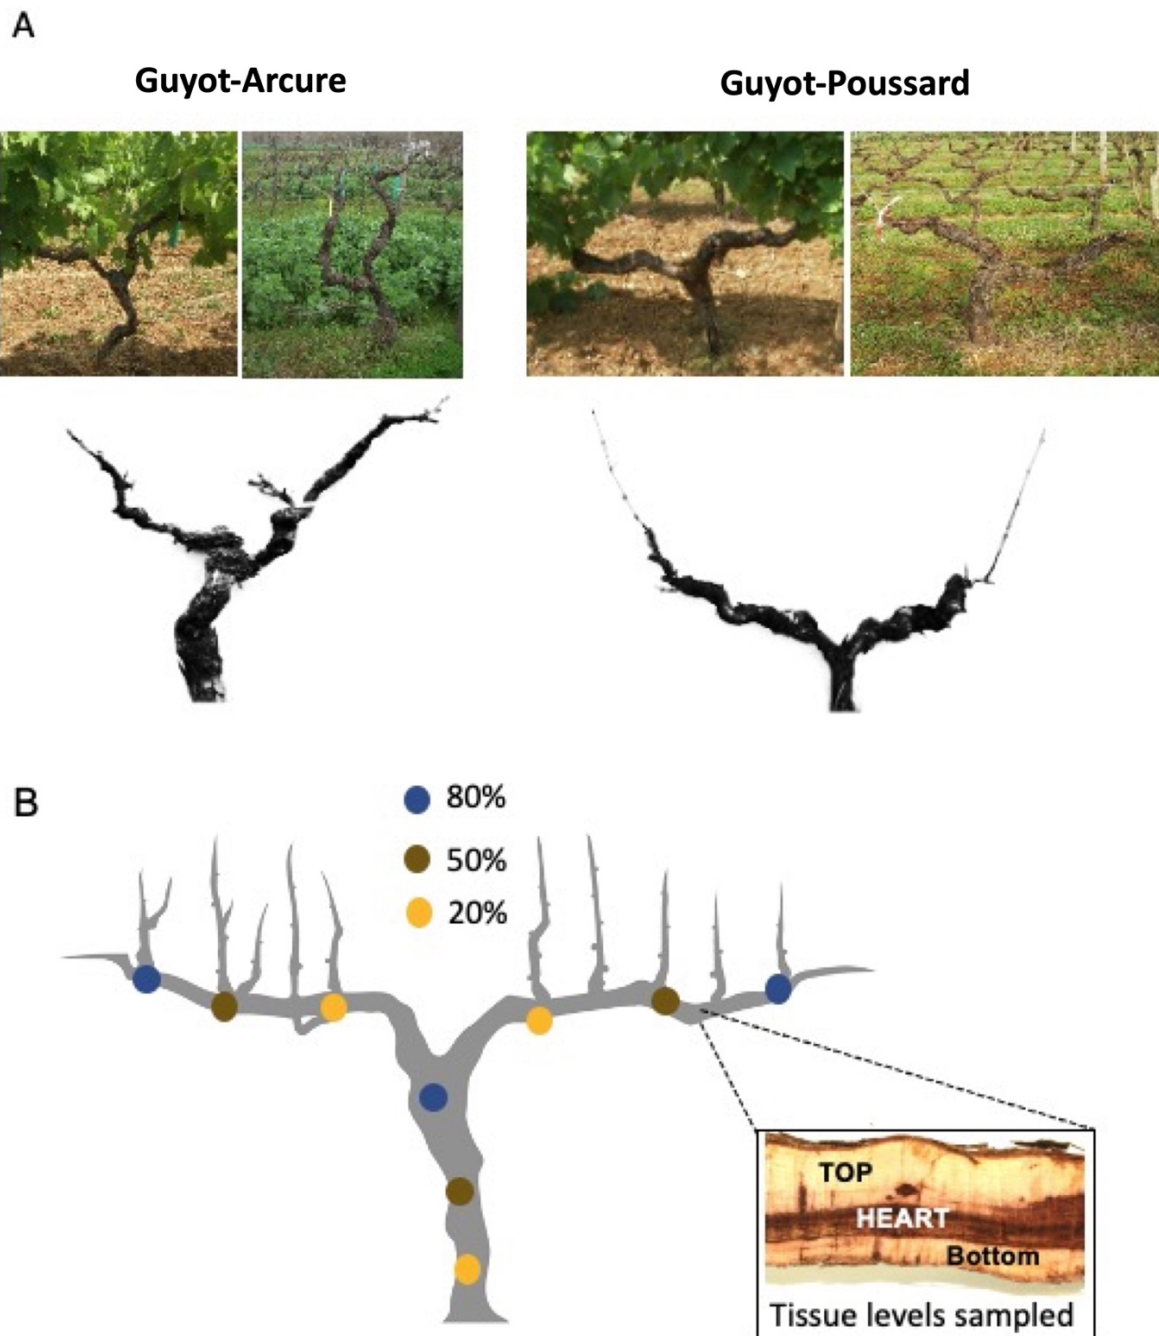 A
Guyot-Arcure
Guyot-Poussard
B
80%
50%
20%
TOP
HEART
Bottom
Tissue levels sampled